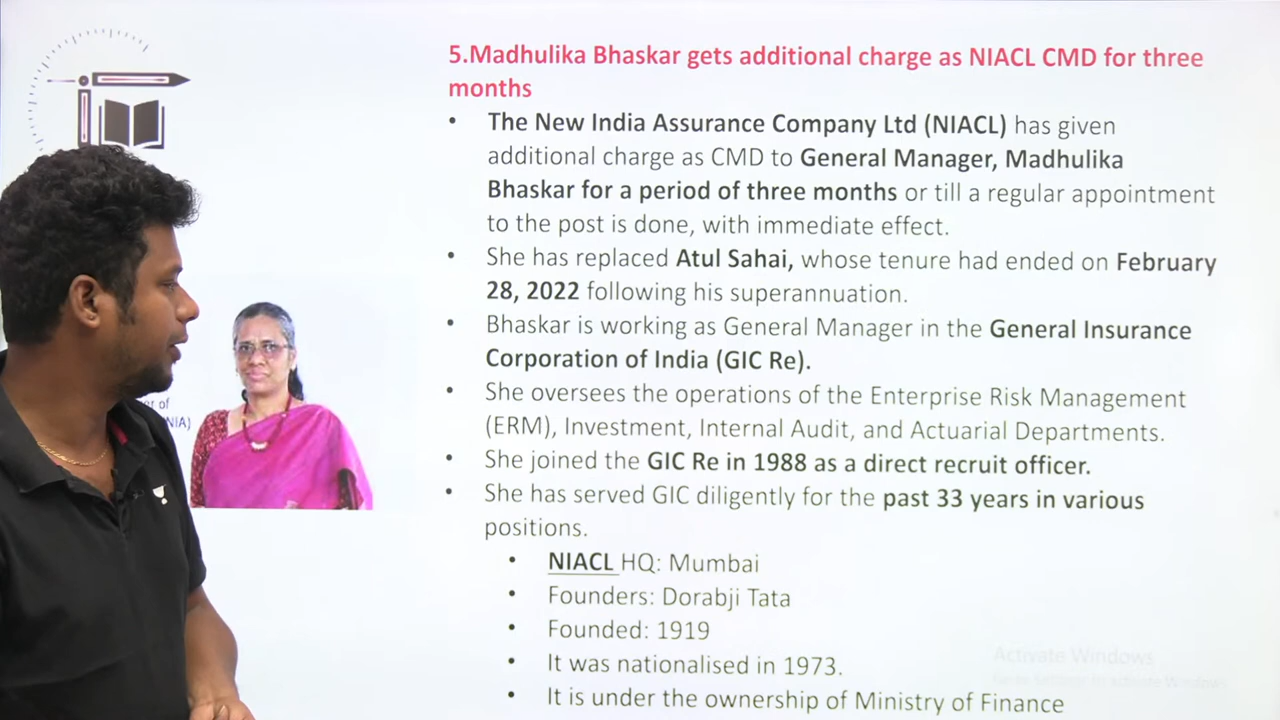 5.Madhulika Bhaskar gets additional charge as NIACL CMD for three
months
• The New India Assurance Company Ltd (NIACL) has given
additional charge as CMD to General Manager, Madhulika
Bhaskar for a period of three months or till a regular appointment
to the post is done, with immediate effect.
• She has replaced Atul Sahai, whose tenure had ended on February
28, 2022 following his superannuation.
• Bhaskar is working as General Manager in the General Insurance
Corporation of India (GIC Re).
• She oversees the operations of the Enterprise Risk Management
(ERM), Investment, Internal Audit, and Actuarial Departments.
• She joined the GIC Re in 1988 as a direct recruit officer.
• She has served GIC diligently for the past 33 years in various
positions.
• NIACL HQ: Mumbai
• Founders: Dorabji Tata
• Founded: 1919
• It was nationalised in 1973.
• It is under the ownership of Ministry of Finance
of
NIA)
Activate Windows